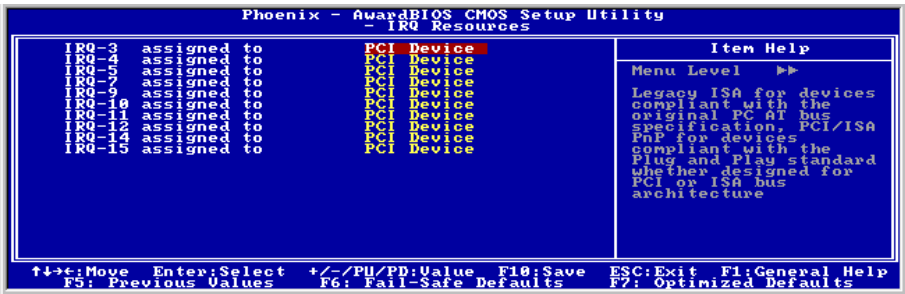 Phoenix - AwardBIOS CMOS Setup Utility
- IRQ Resources
IRQ-3 assigned to PCI Device
IRQ-4 assigned to PCI Device
IRQ-5 assigned to PCI Device
IRQ-7 assigned to PCI Device
IRQ-9 assigned to PCI Device
IRQ-10 assigned to PCI Device
IRQ-11 assigned to PCI Device
IRQ-12 assigned to PCI Device
IRQ-14 assigned to PCI Device
IRQ-15 assigned to PCI Device
Item Help
Menu Level ►►
Legacy ISA for devices
compliant with the
original PC AT bus
specification, PCI/ISA
PnP for devices
compliant with the
Plug and Play standard
whether designed for
PCI or ISA bus
architecture
↑↓→←:Move Enter:Select +/-/PU/PD:Value F10:Save ESC:Exit F1:General Help
F5: Previous Values F6: Fail-Safe Defaults F7: Optimized Defaults